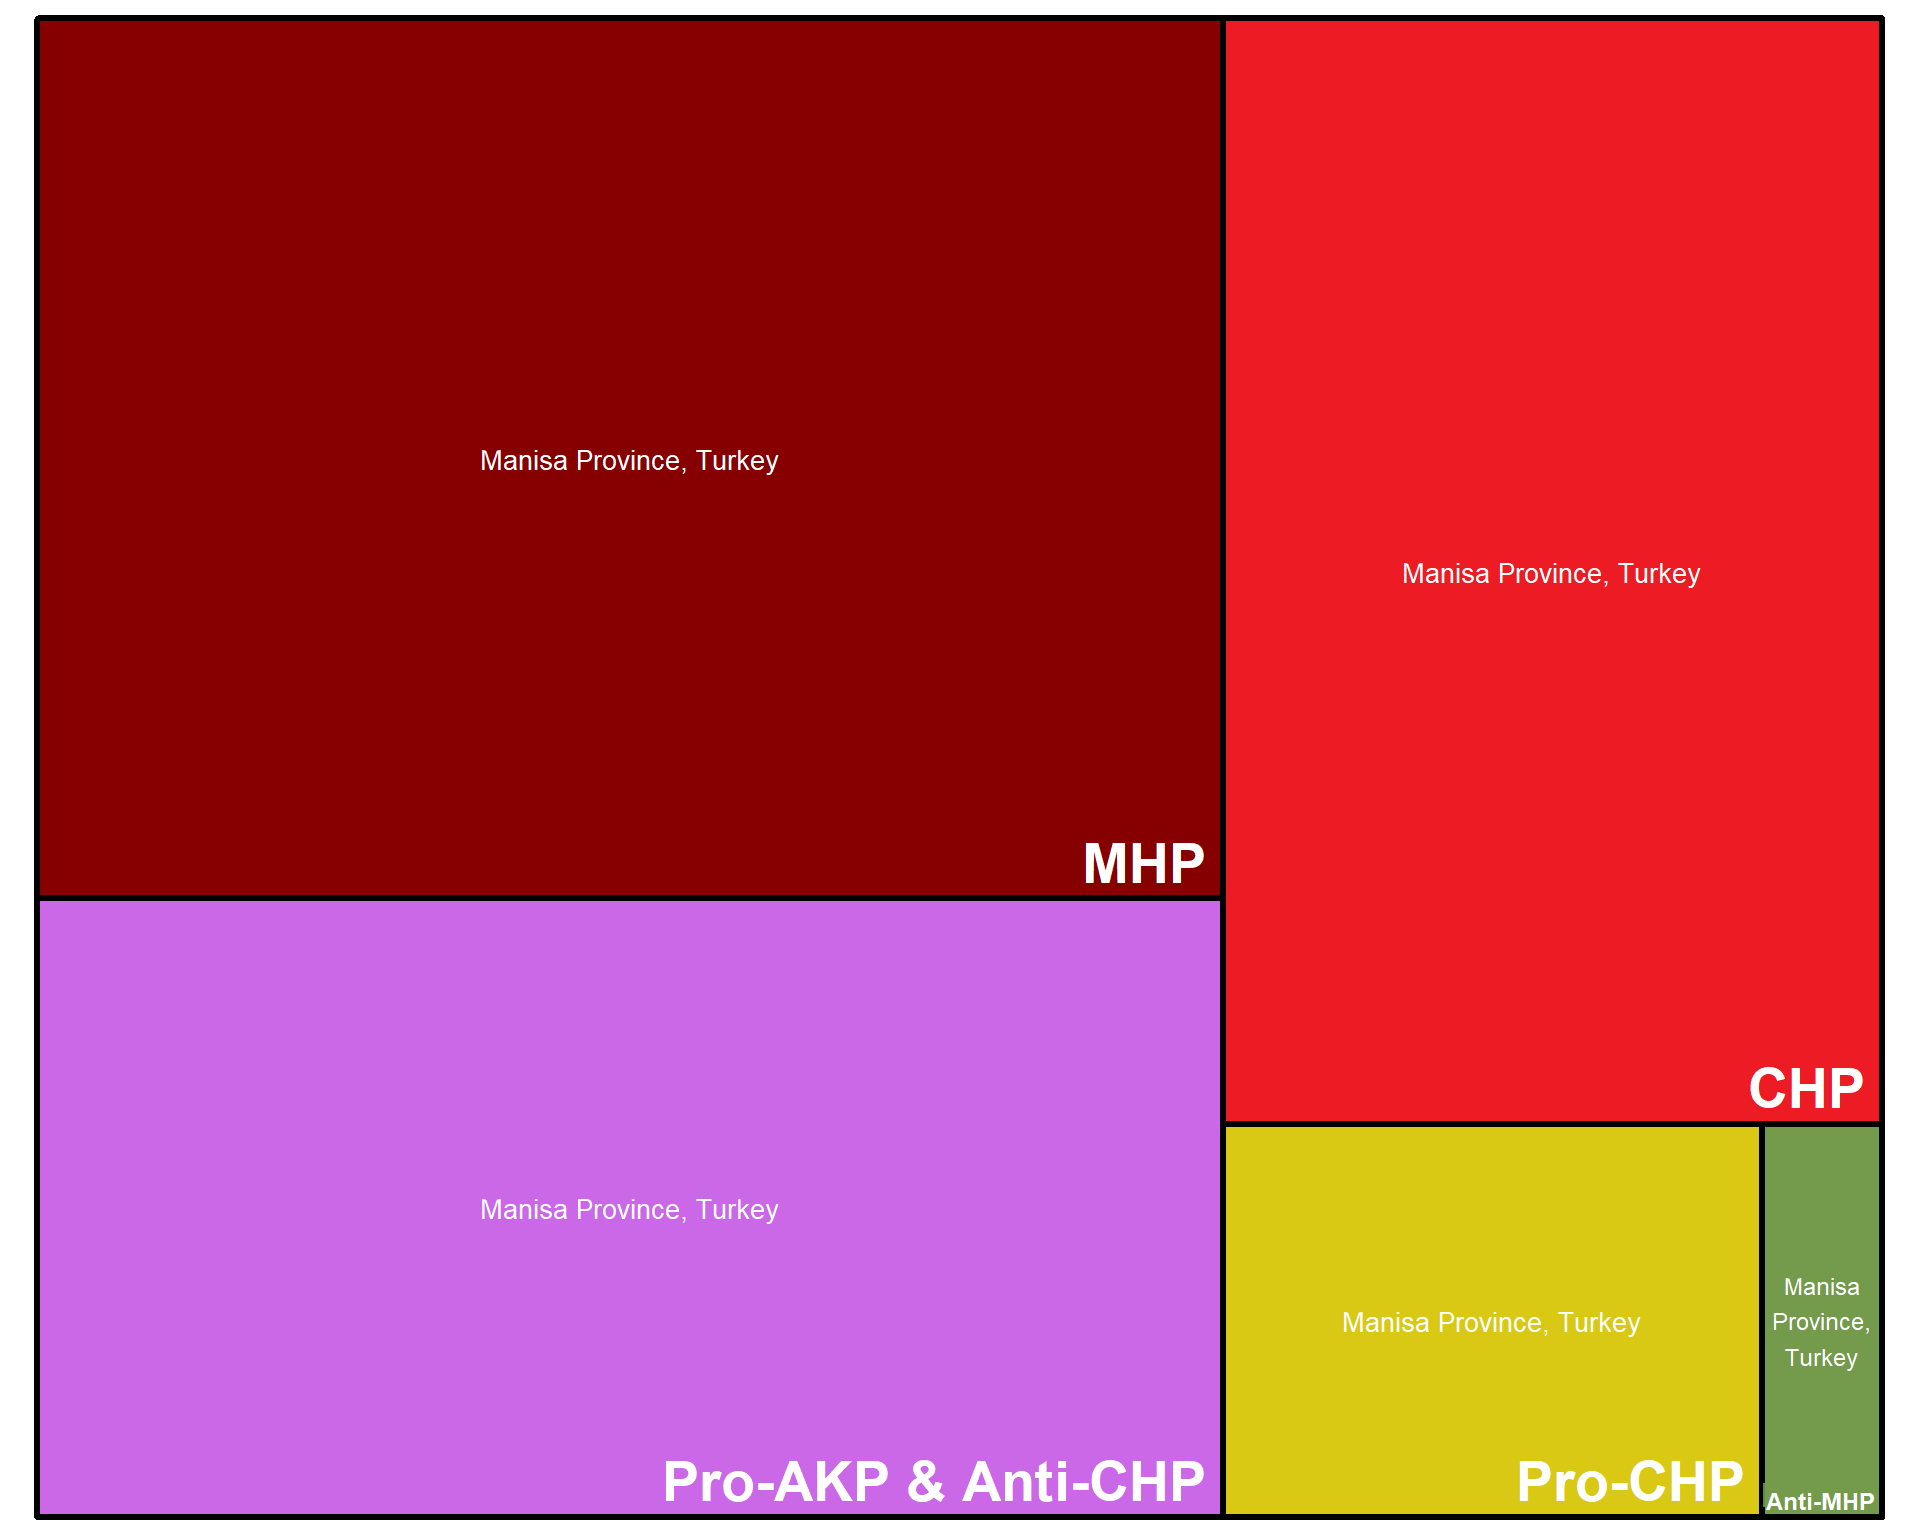 Manisa Province, Turkey
MHP
Manisa Province, Turkey
CHP
Manisa Province, Turkey
Pro-AKP & Anti-CHP
Manisa Province, Turkey
Pro-CHP
Manisa
Province,
Turkey
Anti-MHP